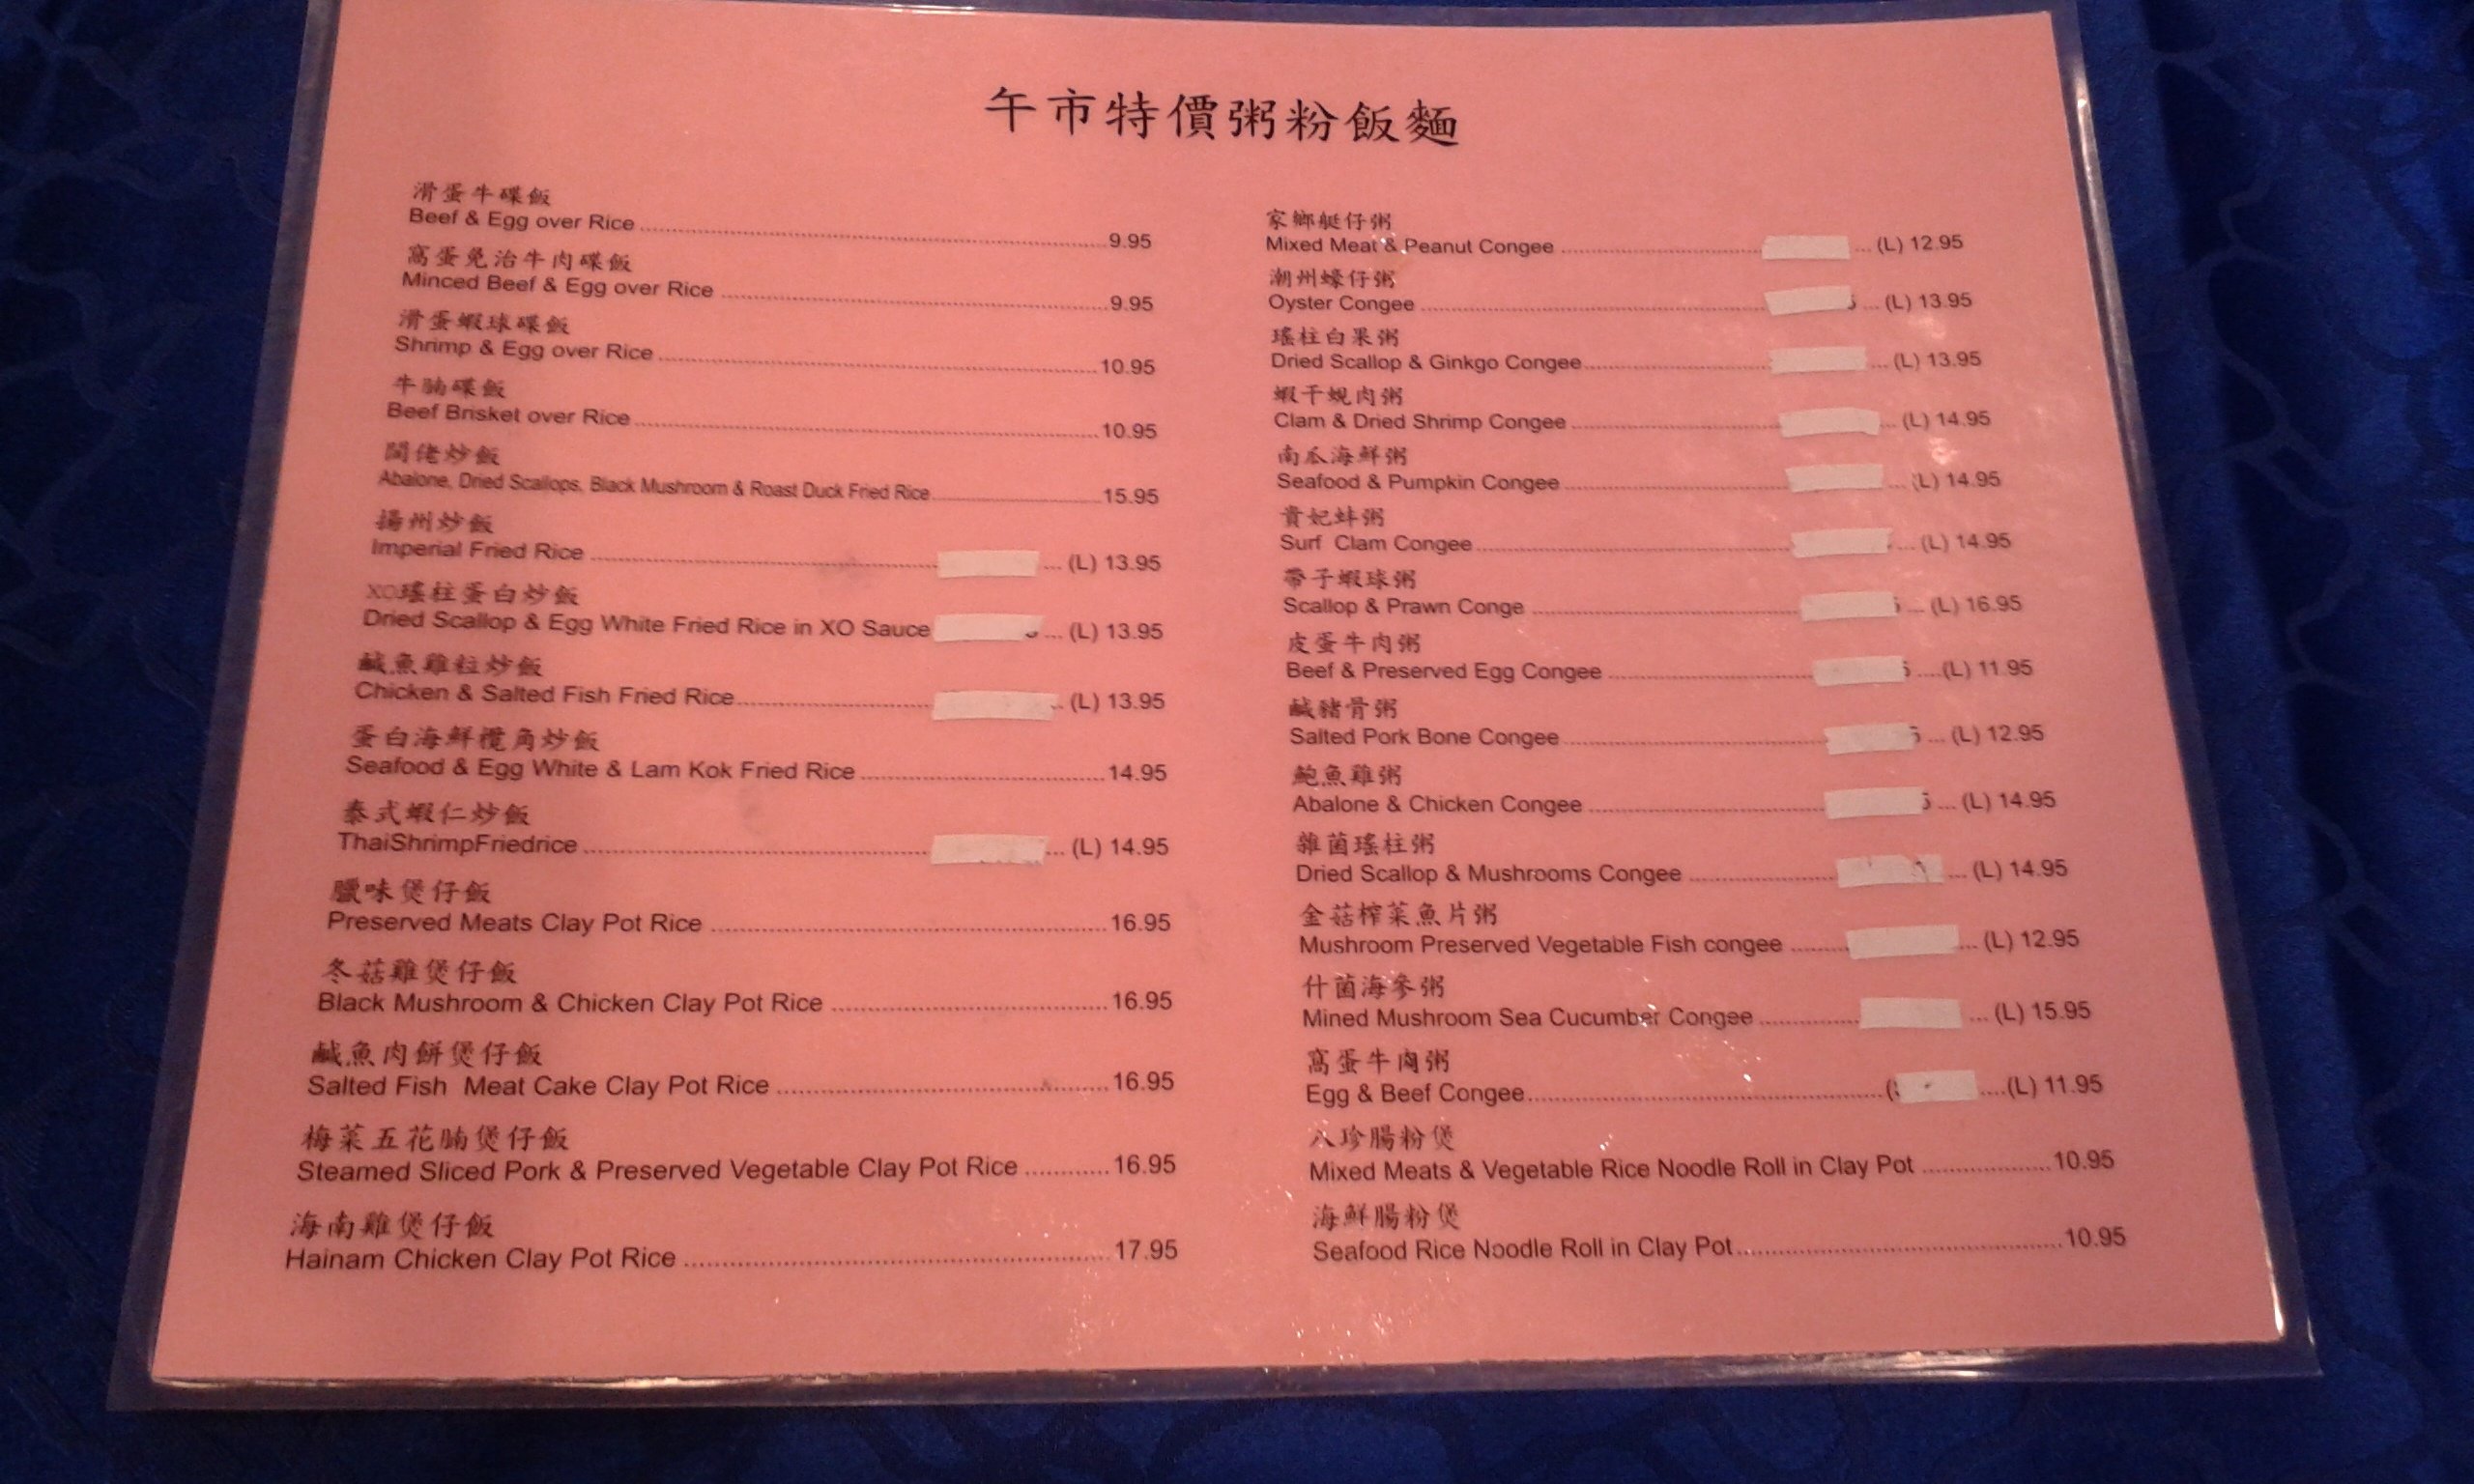 午市特價粥粉飯麵
滑蛋牛碟飯
Beef & Egg over Rice ........ 9.95
窩蛋免治牛肉碟飯
Minced Beef & Egg over Rice ........ 9.95
滑蛋蝦球碟飯
Shrimp & Egg over Rice ........ 10.95
牛腩碟飯
Beef Brisket over Rice ........ 10.95
闊佬炒飯
Abalone, Dried Scallops, Black Mushroom & Roast Duck Fried Rice ........ 15.95
揚州炒飯
Imperial Fried Rice ........ ... (L) 13.95
XO瑤柱蛋白炒飯
Dried Scallop & Egg White Fried Rice in XO Sauce ... (L) 13.95
鹹魚雞粒炒飯
Chicken & Salted Fish Fried Rice ........ (L) 13.95
蛋白海鮮欖角炒飯
Seafood & Egg White & Lam Kok Fried Rice ........ 14.95
泰式蝦仁炒飯
ThaiShrimpFriedrice ........ ... (L) 14.95
臘味煲仔飯
Preserved Meats Clay Pot Rice ........ 16.95
冬菇雞煲仔飯
Black Mushroom & Chicken Clay Pot Rice ........ 16.95
鹹魚肉餅煲仔飯
Salted Fish Meat Cake Clay Pot Rice ........ 16.95
梅菜五花腩煲仔飯
Steamed Sliced Pork & Preserved Vegetable Clay Pot Rice ........ 16.95
海南雞煲仔飯
Hainam Chicken Clay Pot Rice ........ 17.95
家鄉艇仔粥
Mixed Meat & Peanut Congee ........ ... (L) 12.95
潮州蠔仔粥
Oyster Congee ........ ... (L) 13.95
瑤柱白果粥
Dried Scallop & Ginkgo Congee ........ ... (L) 13.95
蝦干蜆肉粥
Clam & Dried Shrimp Congee ........ ... (L) 14.95
南瓜海鮮粥
Seafood & Pumpkin Congee ........ ... (L) 14.95
貴妃蚌粥
Surf Clam Congee ........ ... (L) 14.95
帶子蝦球粥
Scallop & Prawn Conge ........ ... (L) 16.95
皮蛋牛肉粥
Beef & Preserved Egg Congee ........ ....(L) 11.95
鹹豬骨粥
Salted Pork Bone Congee ........ ... (L) 12.95
鮑魚雞粥
Abalone & Chicken Congee ........ ... (L) 14.95
雜菌瑤柱粥
Dried Scallop & Mushrooms Congee ........ ... (L) 14.95
金菇榨菜魚片粥
Mushroom Preserved Vegetable Fish congee ........ ... (L) 12.95
什菌海參粥
Mined Mushroom Sea Cucumber Congee ........ ... (L) 15.95
窩蛋牛肉粥
Egg & Beef Congee ........ ....(L) 11.95
八珍腸粉煲
Mixed Meats & Vegetable Rice Noodle Roll in Clay Pot ........ 10.95
海鮮腸粉煲
Seafood Rice Noodle Roll in Clay Pot ........ 10.95